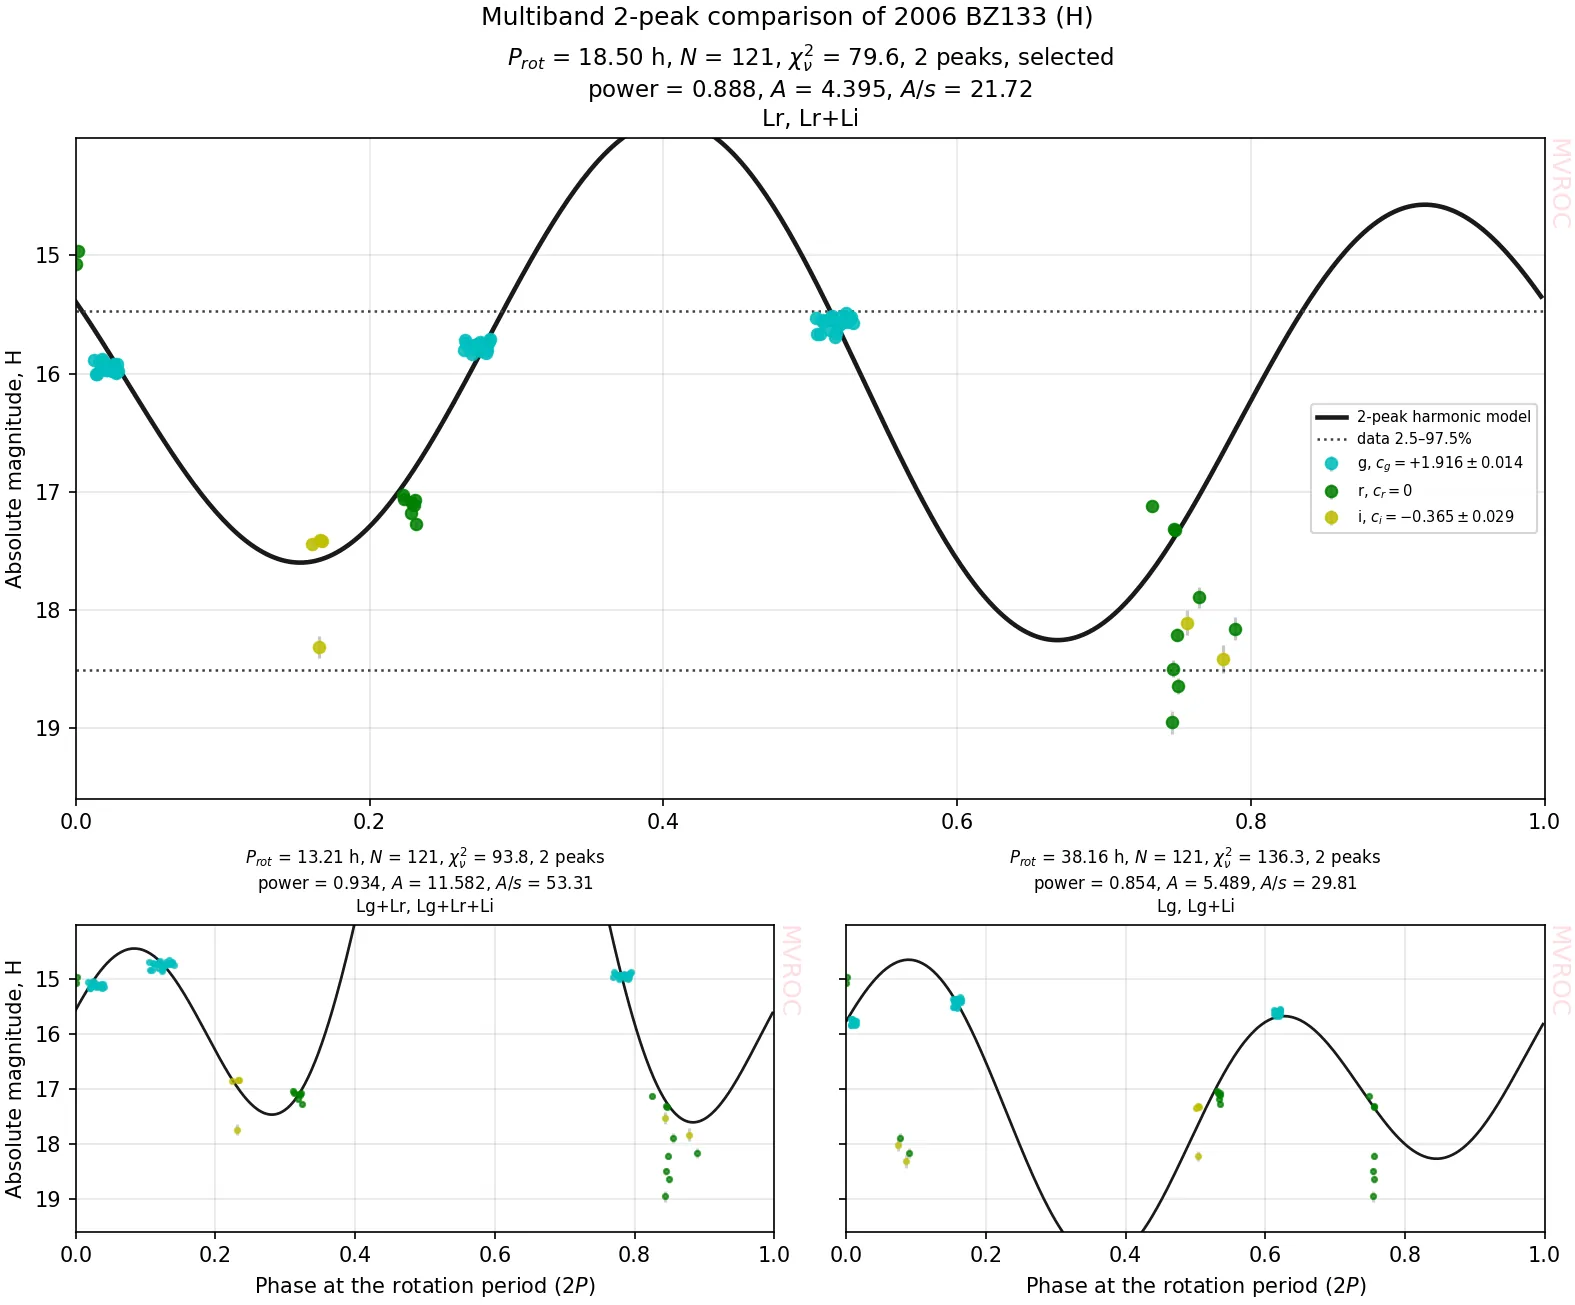 Multiband 2-peak comparison of 2006 BZ133 (H)
P_rot = 18.50 h, N = 121, χ²_ν = 79.6, 2 peaks, selected
power = 0.888, A = 4.395, A/s = 21.72
Lr, Lr+Li
MVROC
Absolute magnitude, H
15
16
17
18
19
2-peak harmonic model
data 2.5–97.5%
g, c_g = +1.916 ± 0.014
r, c_r = 0
i, c_i = −0.365 ± 0.029
0.0 0.2 0.4 0.6 0.8 1.0
P_rot = 13.21 h, N = 121, χ²_ν = 93.8, 2 peaks
power = 0.934, A = 11.582, A/s = 53.31
Lg+Lr, Lg+Lr+Li
MVROC
Absolute magnitude, H
15
16
17
18
19
0.0 0.2 0.4 0.6 0.8 1.0
Phase at the rotation period (2P)
P_rot = 38.16 h, N = 121, χ²_ν = 136.3, 2 peaks
power = 0.854, A = 5.489, A/s = 29.81
Lg, Lg+Li
MVROC
0.0 0.2 0.4 0.6 0.8 1.0
Phase at the rotation period (2P)